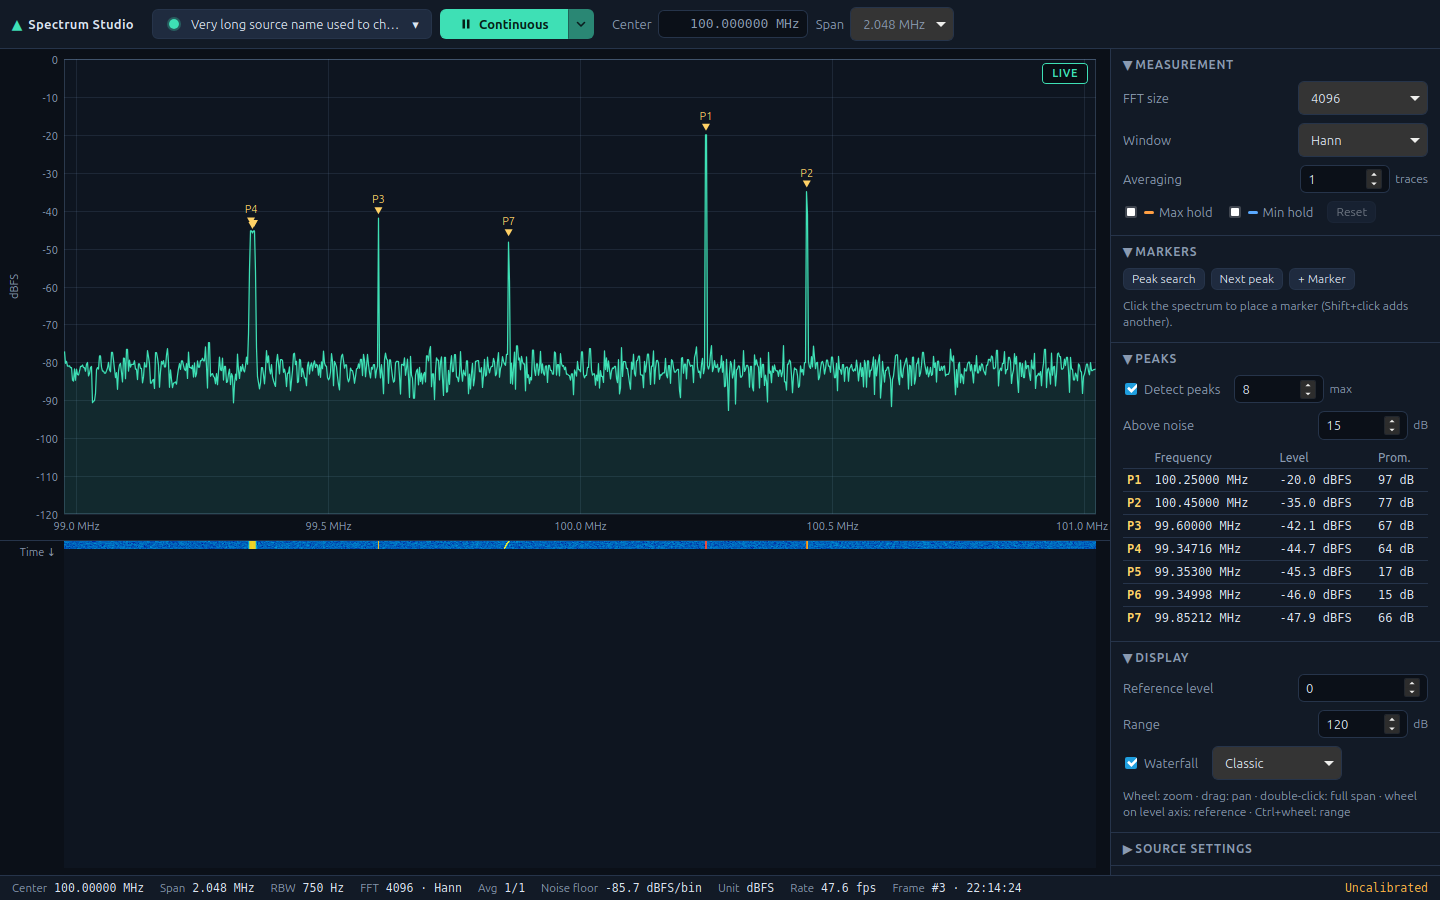 ▲ Spectrum Studio
Very long source name used to ch... ▾
Continuous
Center 100.000000 MHz
Span 2.048 MHz
LIVE
0
-10
-20
-30
-40
-50
-60
-70
-80
-90
-100
-110
-120
dBFS
P1
P2
P3
P4
P7
99.0 MHz 99.5 MHz 100.0 MHz 100.5 MHz 101.0 MHz
Time ↓
▼ MEASUREMENT
FFT size 4096
Window Hann
Averaging 1 traces
Max hold Min hold Reset
▼ MARKERS
Peak search Next peak + Marker
Click the spectrum to place a marker (Shift+click adds
another).
▼ PEAKS
Detect peaks 8 max
Above noise 15 dB
Frequency Level Prom.
P1 100.25000 MHz -20.0 dBFS 97 dB
P2 100.45000 MHz -35.0 dBFS 77 dB
P3 99.60000 MHz -42.1 dBFS 67 dB
P4 99.34716 MHz -44.7 dBFS 64 dB
P5 99.35300 MHz -45.3 dBFS 17 dB
P6 99.34998 MHz -46.0 dBFS 15 dB
P7 99.85212 MHz -47.9 dBFS 66 dB
▼ DISPLAY
Reference level 0
Range 120 dB
Waterfall Classic
Wheel: zoom · drag: pan · double-click: full span · wheel
on level axis: reference · Ctrl+wheel: range
▶ SOURCE SETTINGS
Center 100.00000 MHz Span 2.048 MHz RBW 750 Hz FFT 4096 · Hann Avg 1/1 Noise floor -85.7 dBFS/bin Unit dBFS Rate 47.6 fps Frame #3 · 22:14:24 Uncalibrated